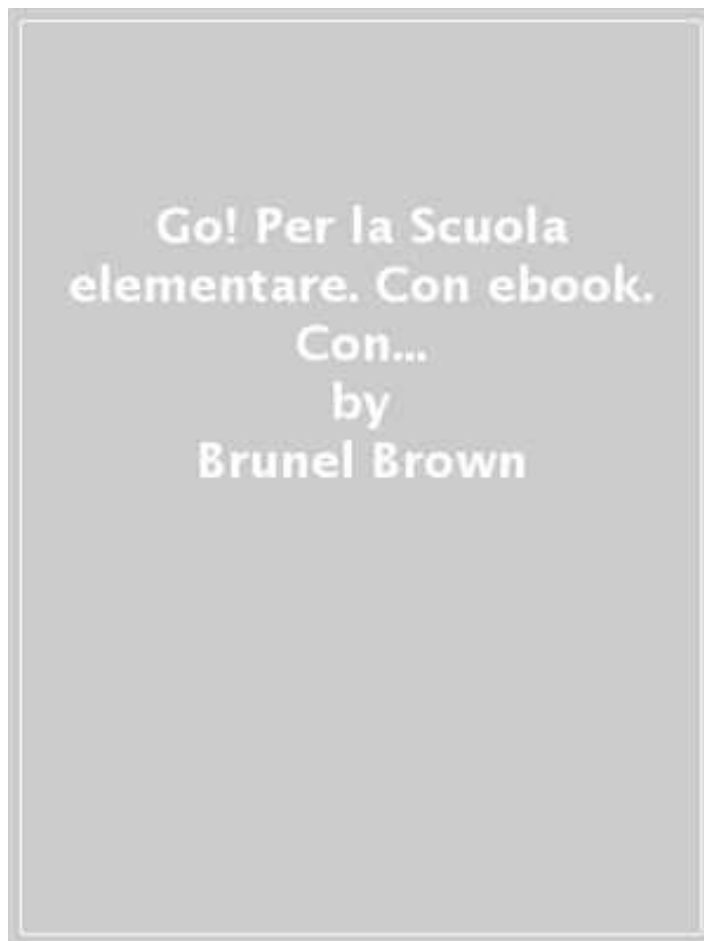 Go! Per la Scuola
elementare. Con ebook.
Con...
by
Brunel Brown